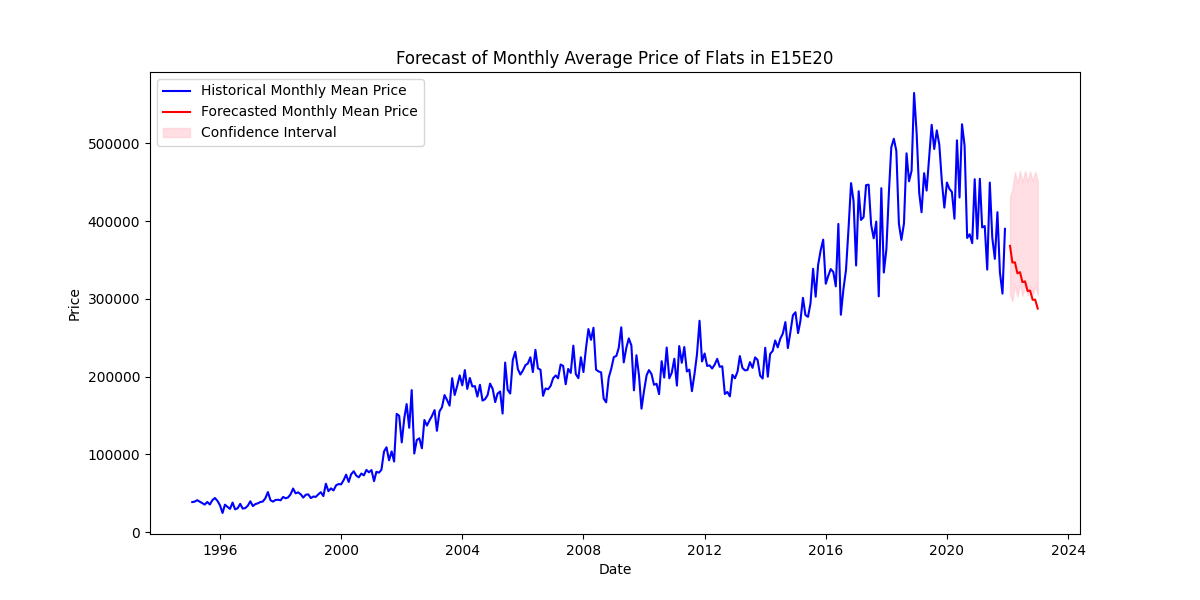 Forecast of Monthly Average Price of Flats in E15E20
Historical Monthly Mean Price
Forecasted Monthly Mean Price
Confidence Interval
Price
500000
400000
300000
200000
100000
0
1996 2000 2004 2008 2012 2016 2020 2024
Date